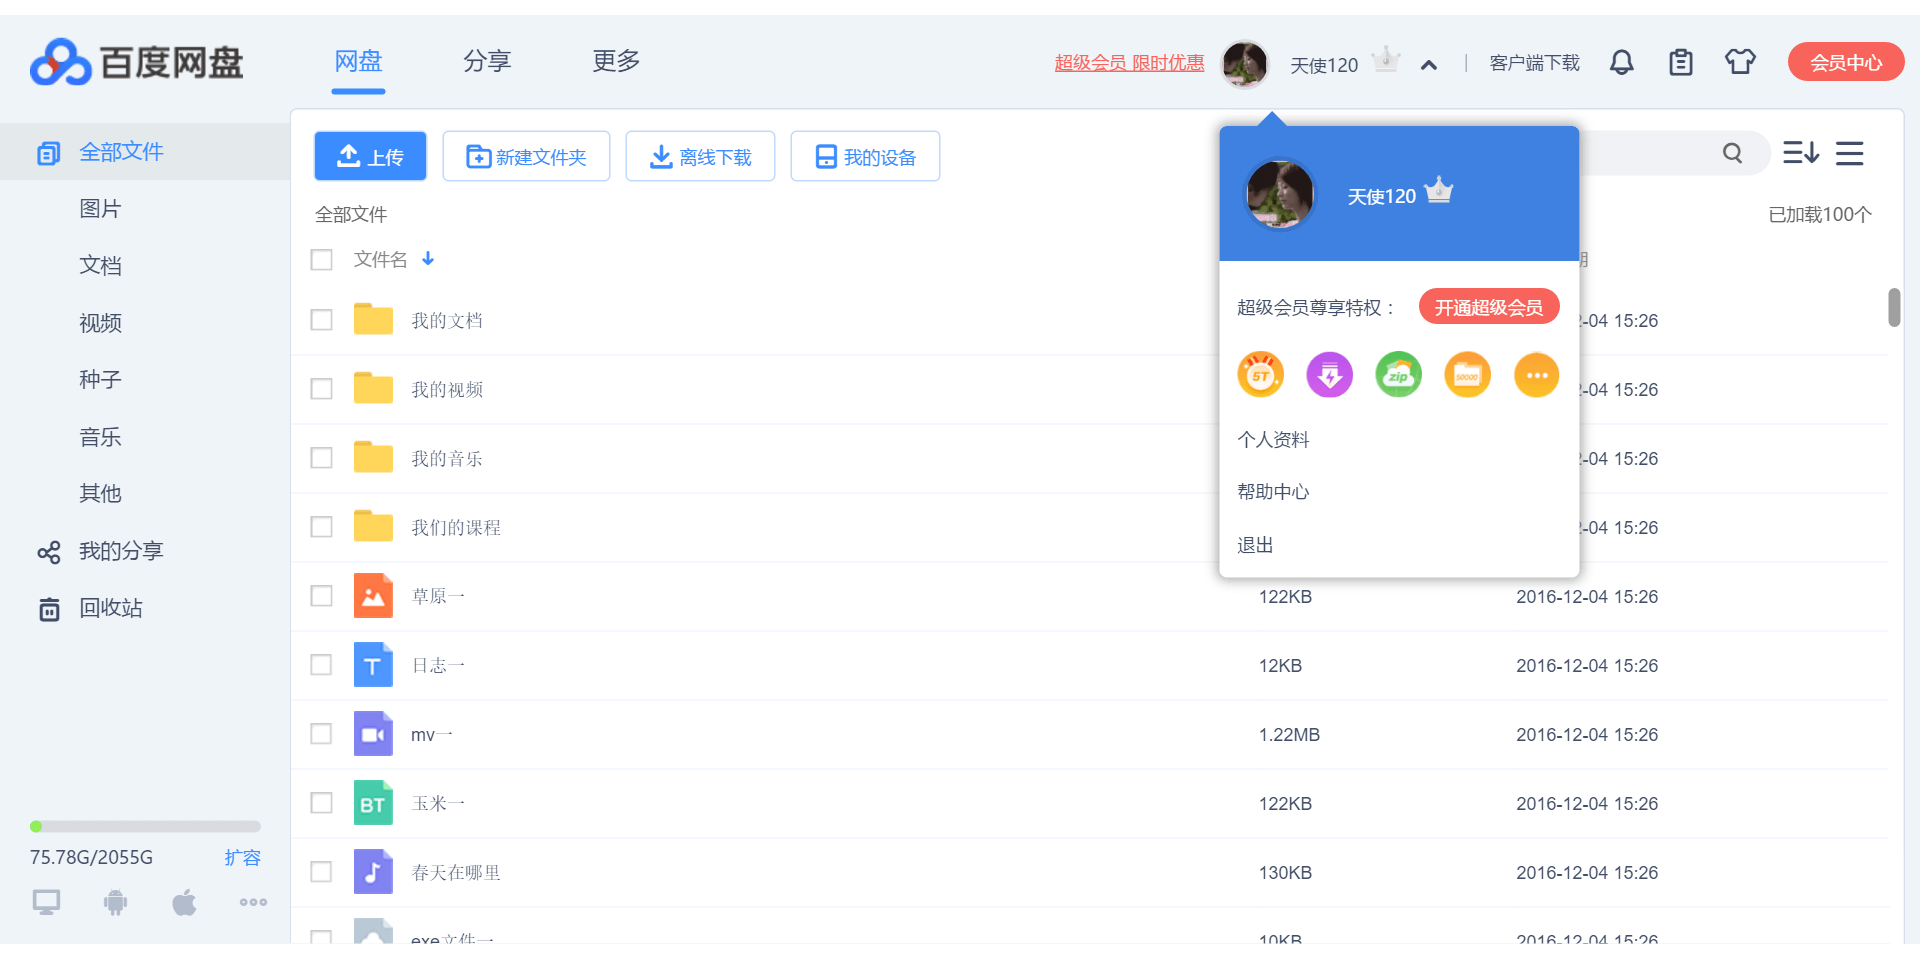 百度网盘 网盘 分享 更多 超级会员 限时优惠 天使120 客户端下载 会员中心
全部文件
图片
文档
视频
种子
音乐
其他
我的分享
回收站
75.78G/2055G 扩容
上传 新建文件夹 离线下载 我的设备
全部文件 已加载100个
文件名 期
我的文档 2-04 15:26
我的视频 2-04 15:26
我的音乐 2-04 15:26
我们的课程 2-04 15:26
草原一 122KB 2016-12-04 15:26
日志一 12KB 2016-12-04 15:26
T
mv一 1.22MB 2016-12-04 15:26
玉米一 122KB 2016-12-04 15:26
BT
春天在哪里 130KB 2016-12-04 15:26
exe文件一 10KB 2016-12-04 15:26
天使120
超级会员尊享特权： 开通超级会员
5T zip 50000
个人资料
帮助中心
退出